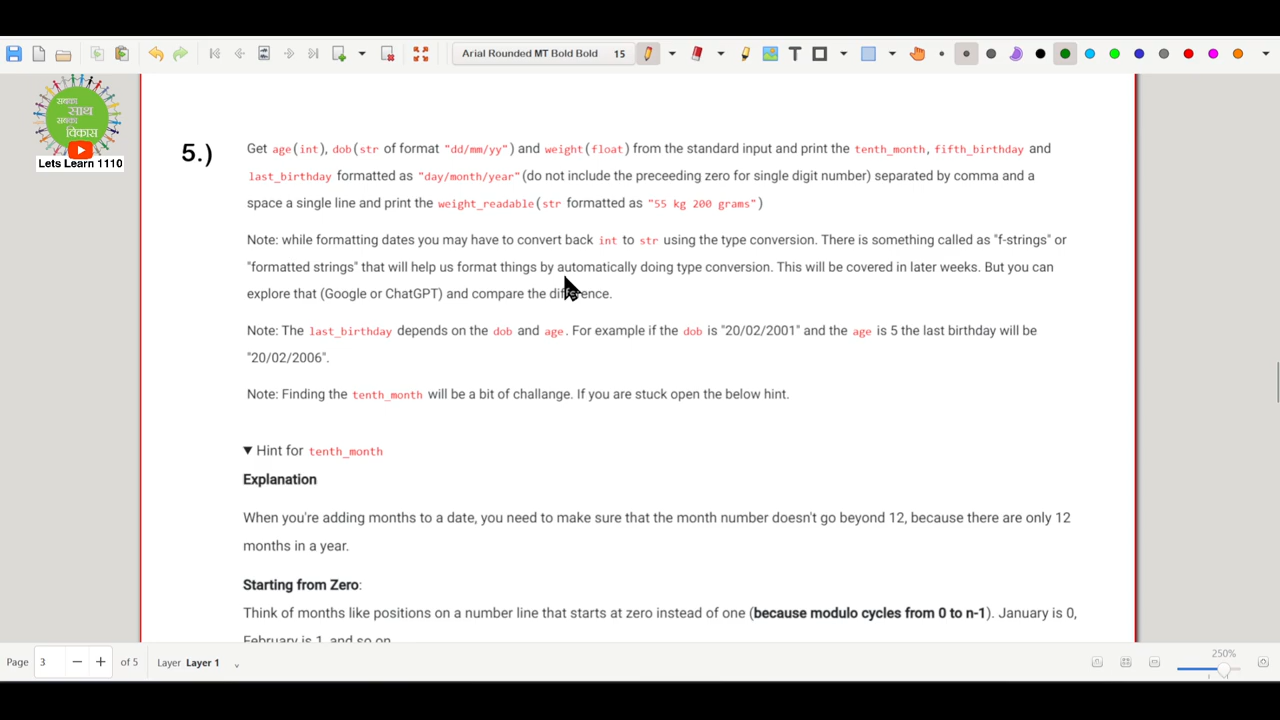 Arial Rounded MT Bold Bold 15
सबका
साथ
सबका
विकास
Lets Learn 1110
5.) Get age(int), dob(str of format "dd/mm/yy") and weight(float) from the standard input and print the tenth_month, fifth_birthday and
last_birthday formatted as "day/month/year"(do not include the preceeding zero for single digit number) separated by comma and a
space a single line and print the weight_readable(str formatted as "55 kg 200 grams")
Note: while formatting dates you may have to convert back int to str using the type conversion. There is something called as "f-strings" or
"formatted strings" that will help us format things by automatically doing type conversion. This will be covered in later weeks. But you can
explore that (Google or ChatGPT) and compare the difference.
Note: The last_birthday depends on the dob and age. For example if the dob is "20/02/2001" and the age is 5 the last birthday will be
"20/02/2006".
Note: Finding the tenth_month will be a bit of challange. If you are stuck open the below hint.
▼ Hint for tenth_month
Explanation
When you're adding months to a date, you need to make sure that the month number doesn't go beyond 12, because there are only 12
months in a year.
Starting from Zero:
Think of months like positions on a number line that starts at zero instead of one (because modulo cycles from 0 to n-1). January is 0,
February is 1, and so on
Page 3 of 5 Layer Layer 1 250%